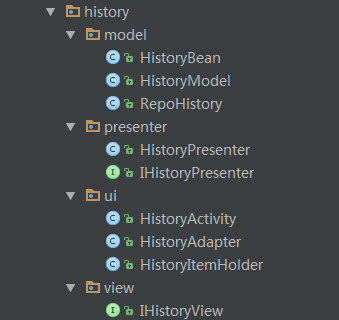 history
model
HistoryBean
HistoryModel
RepoHistory
presenter
HistoryPresenter
IHistoryPresenter
ui
HistoryActivity
HistoryAdapter
HistoryItemHolder
view
IHistoryView